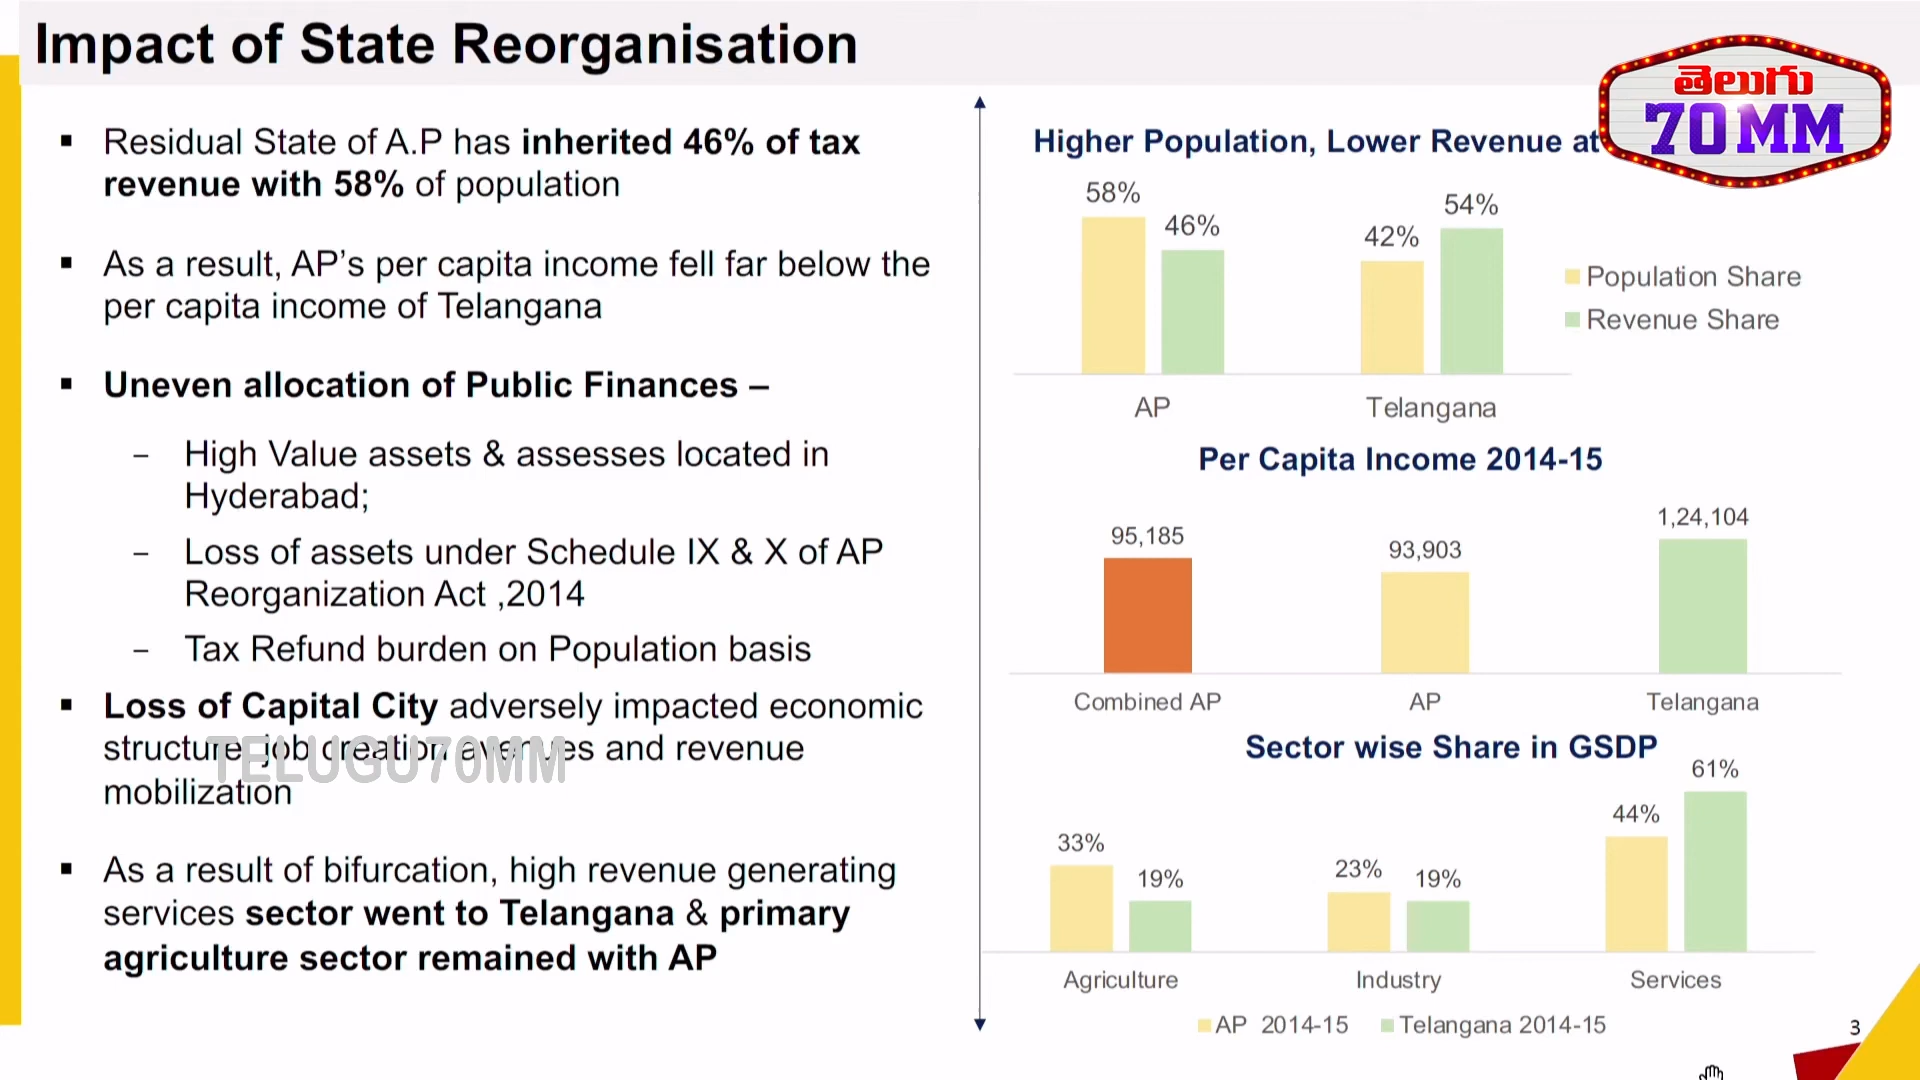 Impact of State Reorganisation
తెలుగు
70MM
▪ Residual State of A.P has inherited 46% of tax
revenue with 58% of population
▪ As a result, AP’s per capita income fell far below the
per capita income of Telangana
▪ Uneven allocation of Public Finances –
– High Value assets & assesses located in
Hyderabad;
– Loss of assets under Schedule IX & X of AP
Reorganization Act ,2014
– Tax Refund burden on Population basis
▪ Loss of Capital City adversely impacted economic
structure, job creation avenues and revenue
TELUGU70MM
mobilization
▪ As a result of bifurcation, high revenue generating
services sector went to Telangana & primary
agriculture sector remained with AP
Higher Population, Lower Revenue at
58%
46%
42%
54%
Population Share
Revenue Share
AP
Telangana
Per Capita Income 2014-15
95,185
93,903
1,24,104
Combined AP
AP
Telangana
Sector wise Share in GSDP
33%
19%
23%
19%
44%
61%
Agriculture
Industry
Services
AP 2014-15
Telangana 2014-15
3